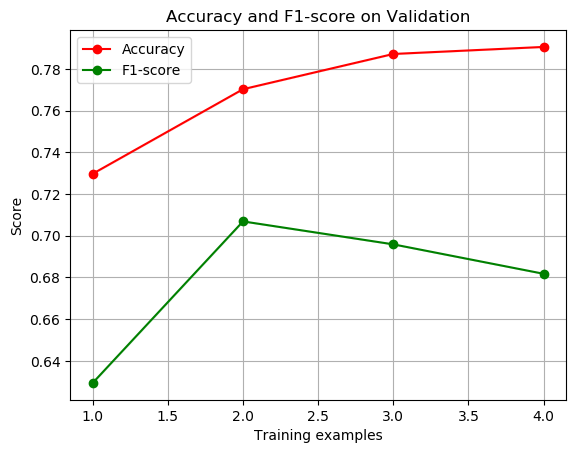 Accuracy and F1-score on Validation
Accuracy
F1-score
0.78
0.76
0.74
0.72
0.70
0.68
0.66
0.64
Score
1.0 1.5 2.0 2.5 3.0 3.5 4.0
Training examples